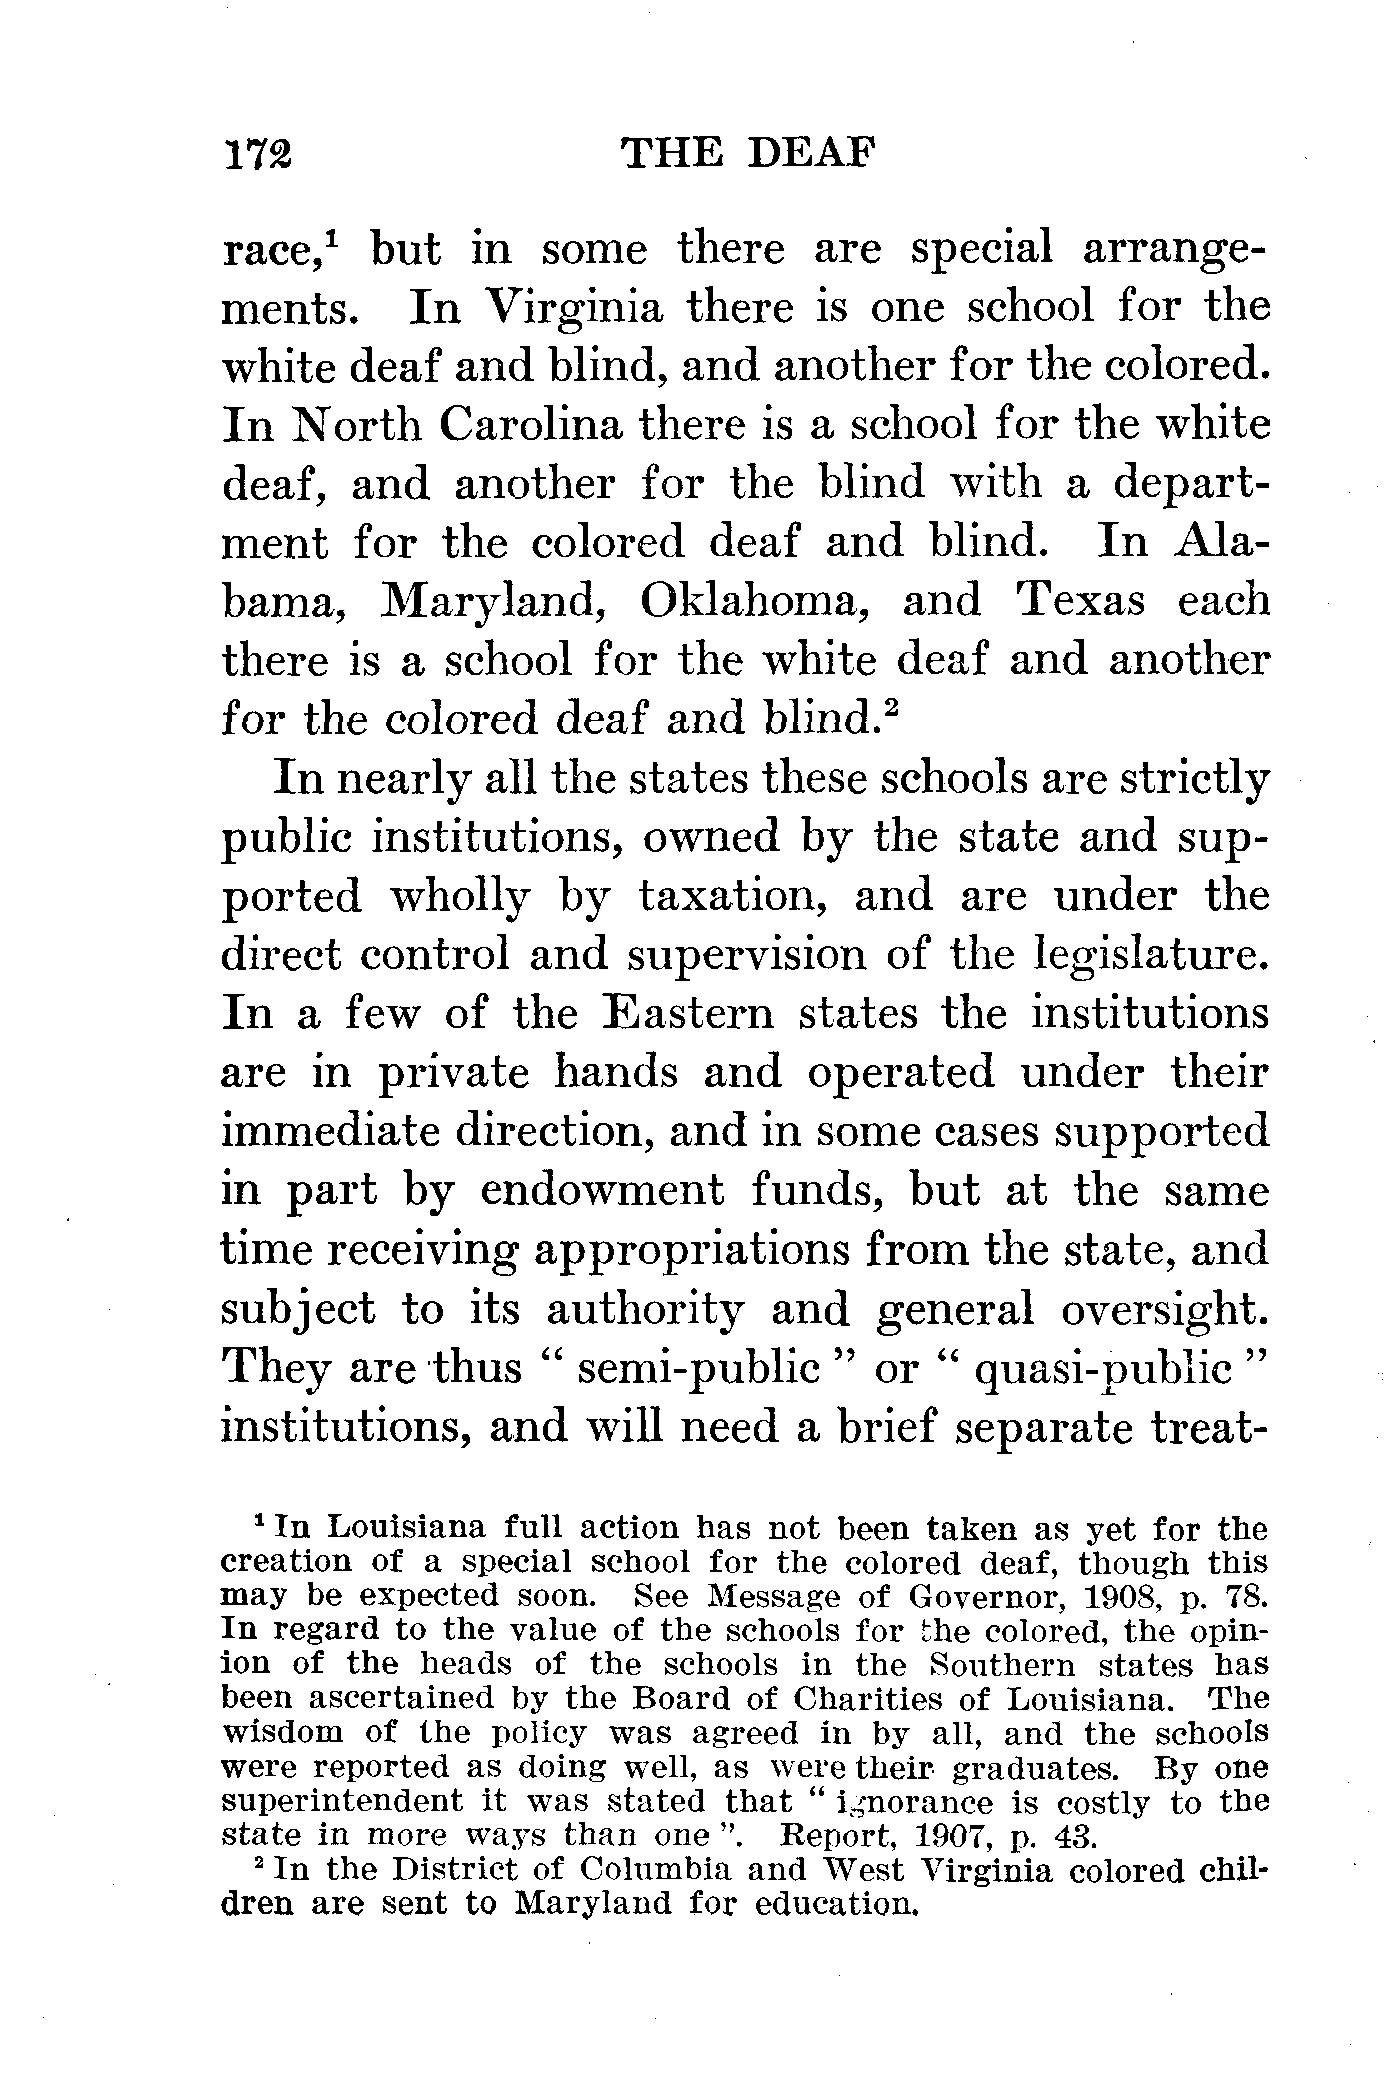 172 THE DEAF
race,¹ but in some there are special arrange-
ments. In Virginia there is one school for the
white deaf and blind, and another for the colored.
In North Carolina there is a school for the white
deaf, and another for the blind with a depart-
ment for the colored deaf and blind. In Ala-
bama, Maryland, Oklahoma, and Texas each
there is a school for the white deaf and another
for the colored deaf and blind.²
In nearly all the states these schools are strictly
public institutions, owned by the state and sup-
ported wholly by taxation, and are under the
direct control and supervision of the legislature.
In a few of the Eastern states the institutions
are in private hands and operated under their
immediate direction, and in some cases supported
in part by endowment funds, but at the same
time receiving appropriations from the state, and
subject to its authority and general oversight.
They are thus “ semi-public ” or “ quasi-public ”
institutions, and will need a brief separate treat-
¹ In Louisiana full action has not been taken as yet for the
creation of a special school for the colored deaf, though this
may be expected soon. See Message of Governor, 1908, p. 78.
In regard to the value of the schools for the colored, the opin-
ion of the heads of the schools in the Southern states has
been ascertained by the Board of Charities of Louisiana. The
wisdom of the policy was agreed in by all, and the schools
were reported as doing well, as were their graduates. By one
superintendent it was stated that “ ignorance is costly to the
state in more ways than one ”. Report, 1907, p. 43.
² In the District of Columbia and West Virginia colored chil-
dren are sent to Maryland for education.